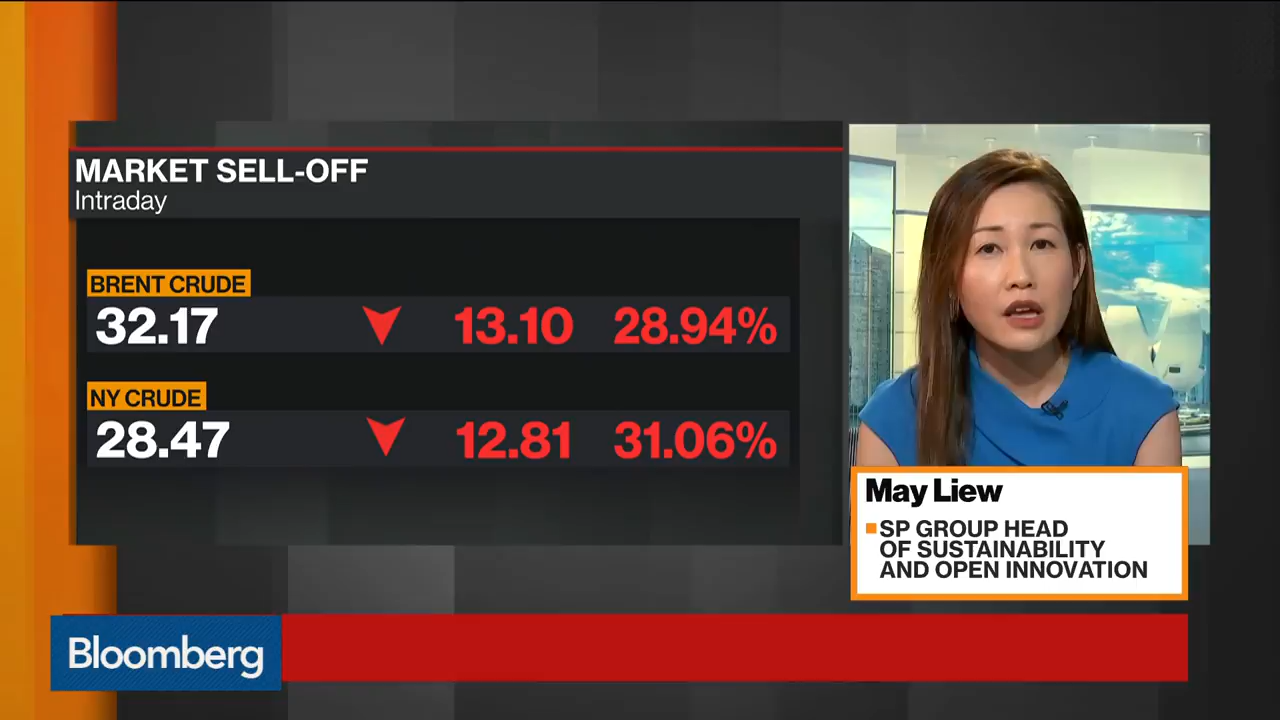 MARKET SELL-OFF
Intraday
BRENT CRUDE
32.17 13.10 28.94%
NY CRUDE
28.47 12.81 31.06%
May Liew
SP GROUP HEAD
OF SUSTAINABILITY
AND OPEN INNOVATION
Bloomberg